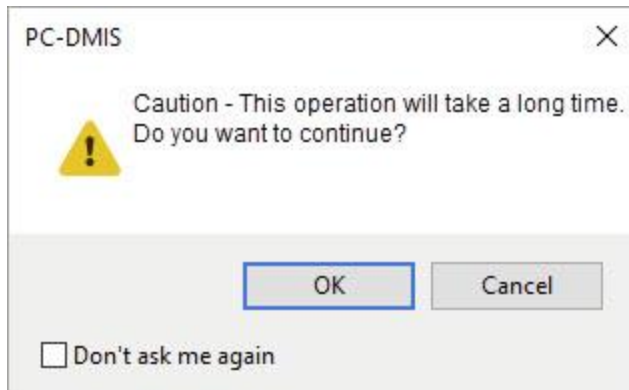 PC-DMIS
Caution - This operation will take a long time.
Do you want to continue?
OK
Cancel
Don't ask me again